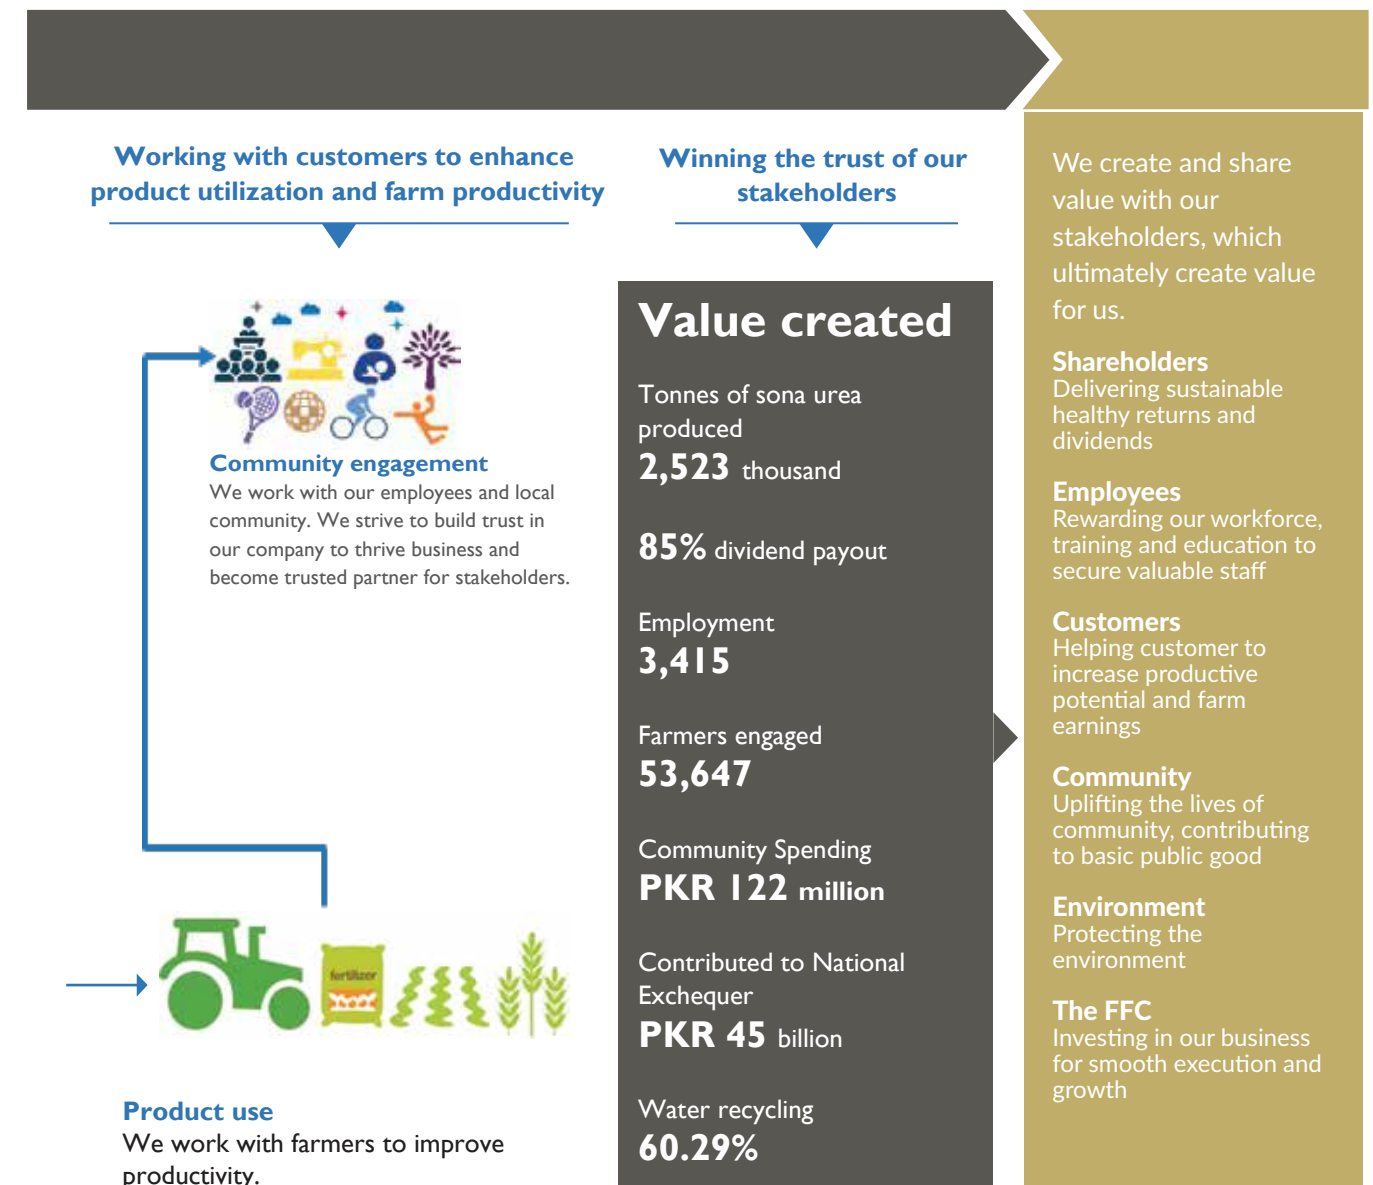 Working with customers to enhance
product utilization and farm productivity
Community engagement
We work with our employees and local
community. We strive to build trust in
our company to thrive business and
become trusted partner for stakeholders.
fertilizer
Product use
We work with farmers to improve
productivity.
Winning the trust of our
stakeholders
Value created
Tonnes of sona urea
produced
2,523 thousand
85% dividend payout
Employment
3,415
Farmers engaged
53,647
Community Spending
PKR 122 million
Contributed to National
Exchequer
PKR 45 billion
Water recycling
60.29%
We create and share
value with our
stakeholders, which
ultimately create value
for us.
Shareholders
Delivering sustainable
healthy returns and
dividends
Employees
Rewarding our workforce,
training and education to
secure valuable staff
Customers
Helping customer to
increase productive
potential and farm
earnings
Community
Uplifting the lives of
community, contributing
to basic public good
Environment
Protecting the
environment
The FFC
Investing in our business
for smooth execution and
growth